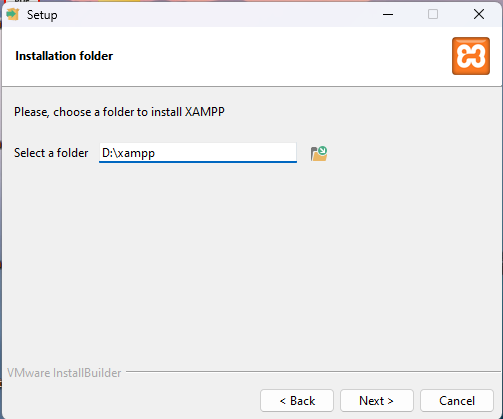 Setup
Installation folder
Please, choose a folder to install XAMPP
Select a folder D:\xampp
VMware InstallBuilder
< Back Next > Cancel